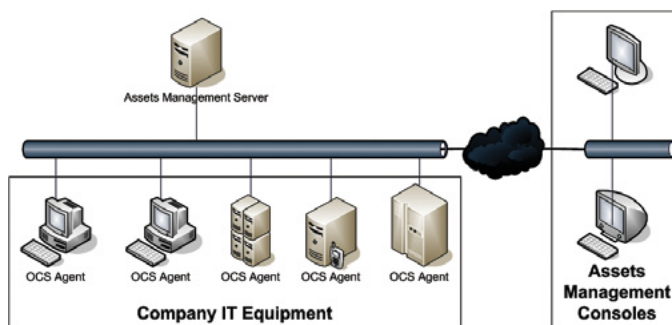 Assets Management Server
OCS Agent
OCS Agent
OCS Agent
OCS Agent
OCS Agent
Company IT Equipment
Assets
Management
Consoles